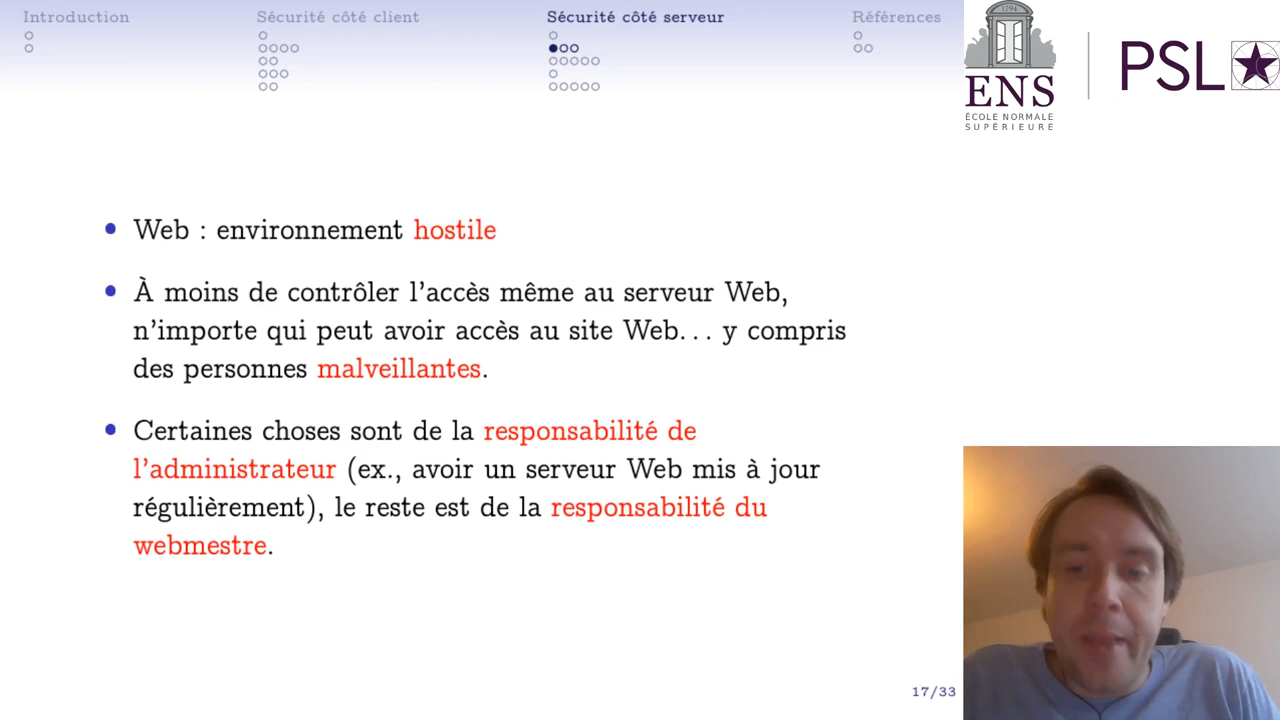 Introduction
Sécurité côté client
Sécurité côté serveur
Références
1794
ENS
ÉCOLE NORMALE
SUPÉRIEURE
PSL
Web : environnement hostile
À moins de contrôler l'accès même au serveur Web,
n'importe qui peut avoir accès au site Web... y compris
des personnes malveillantes.
Certaines choses sont de la responsabilité de
l'administrateur (ex., avoir un serveur Web mis à jour
régulièrement), le reste est de la responsabilité du
webmestre.
17/33